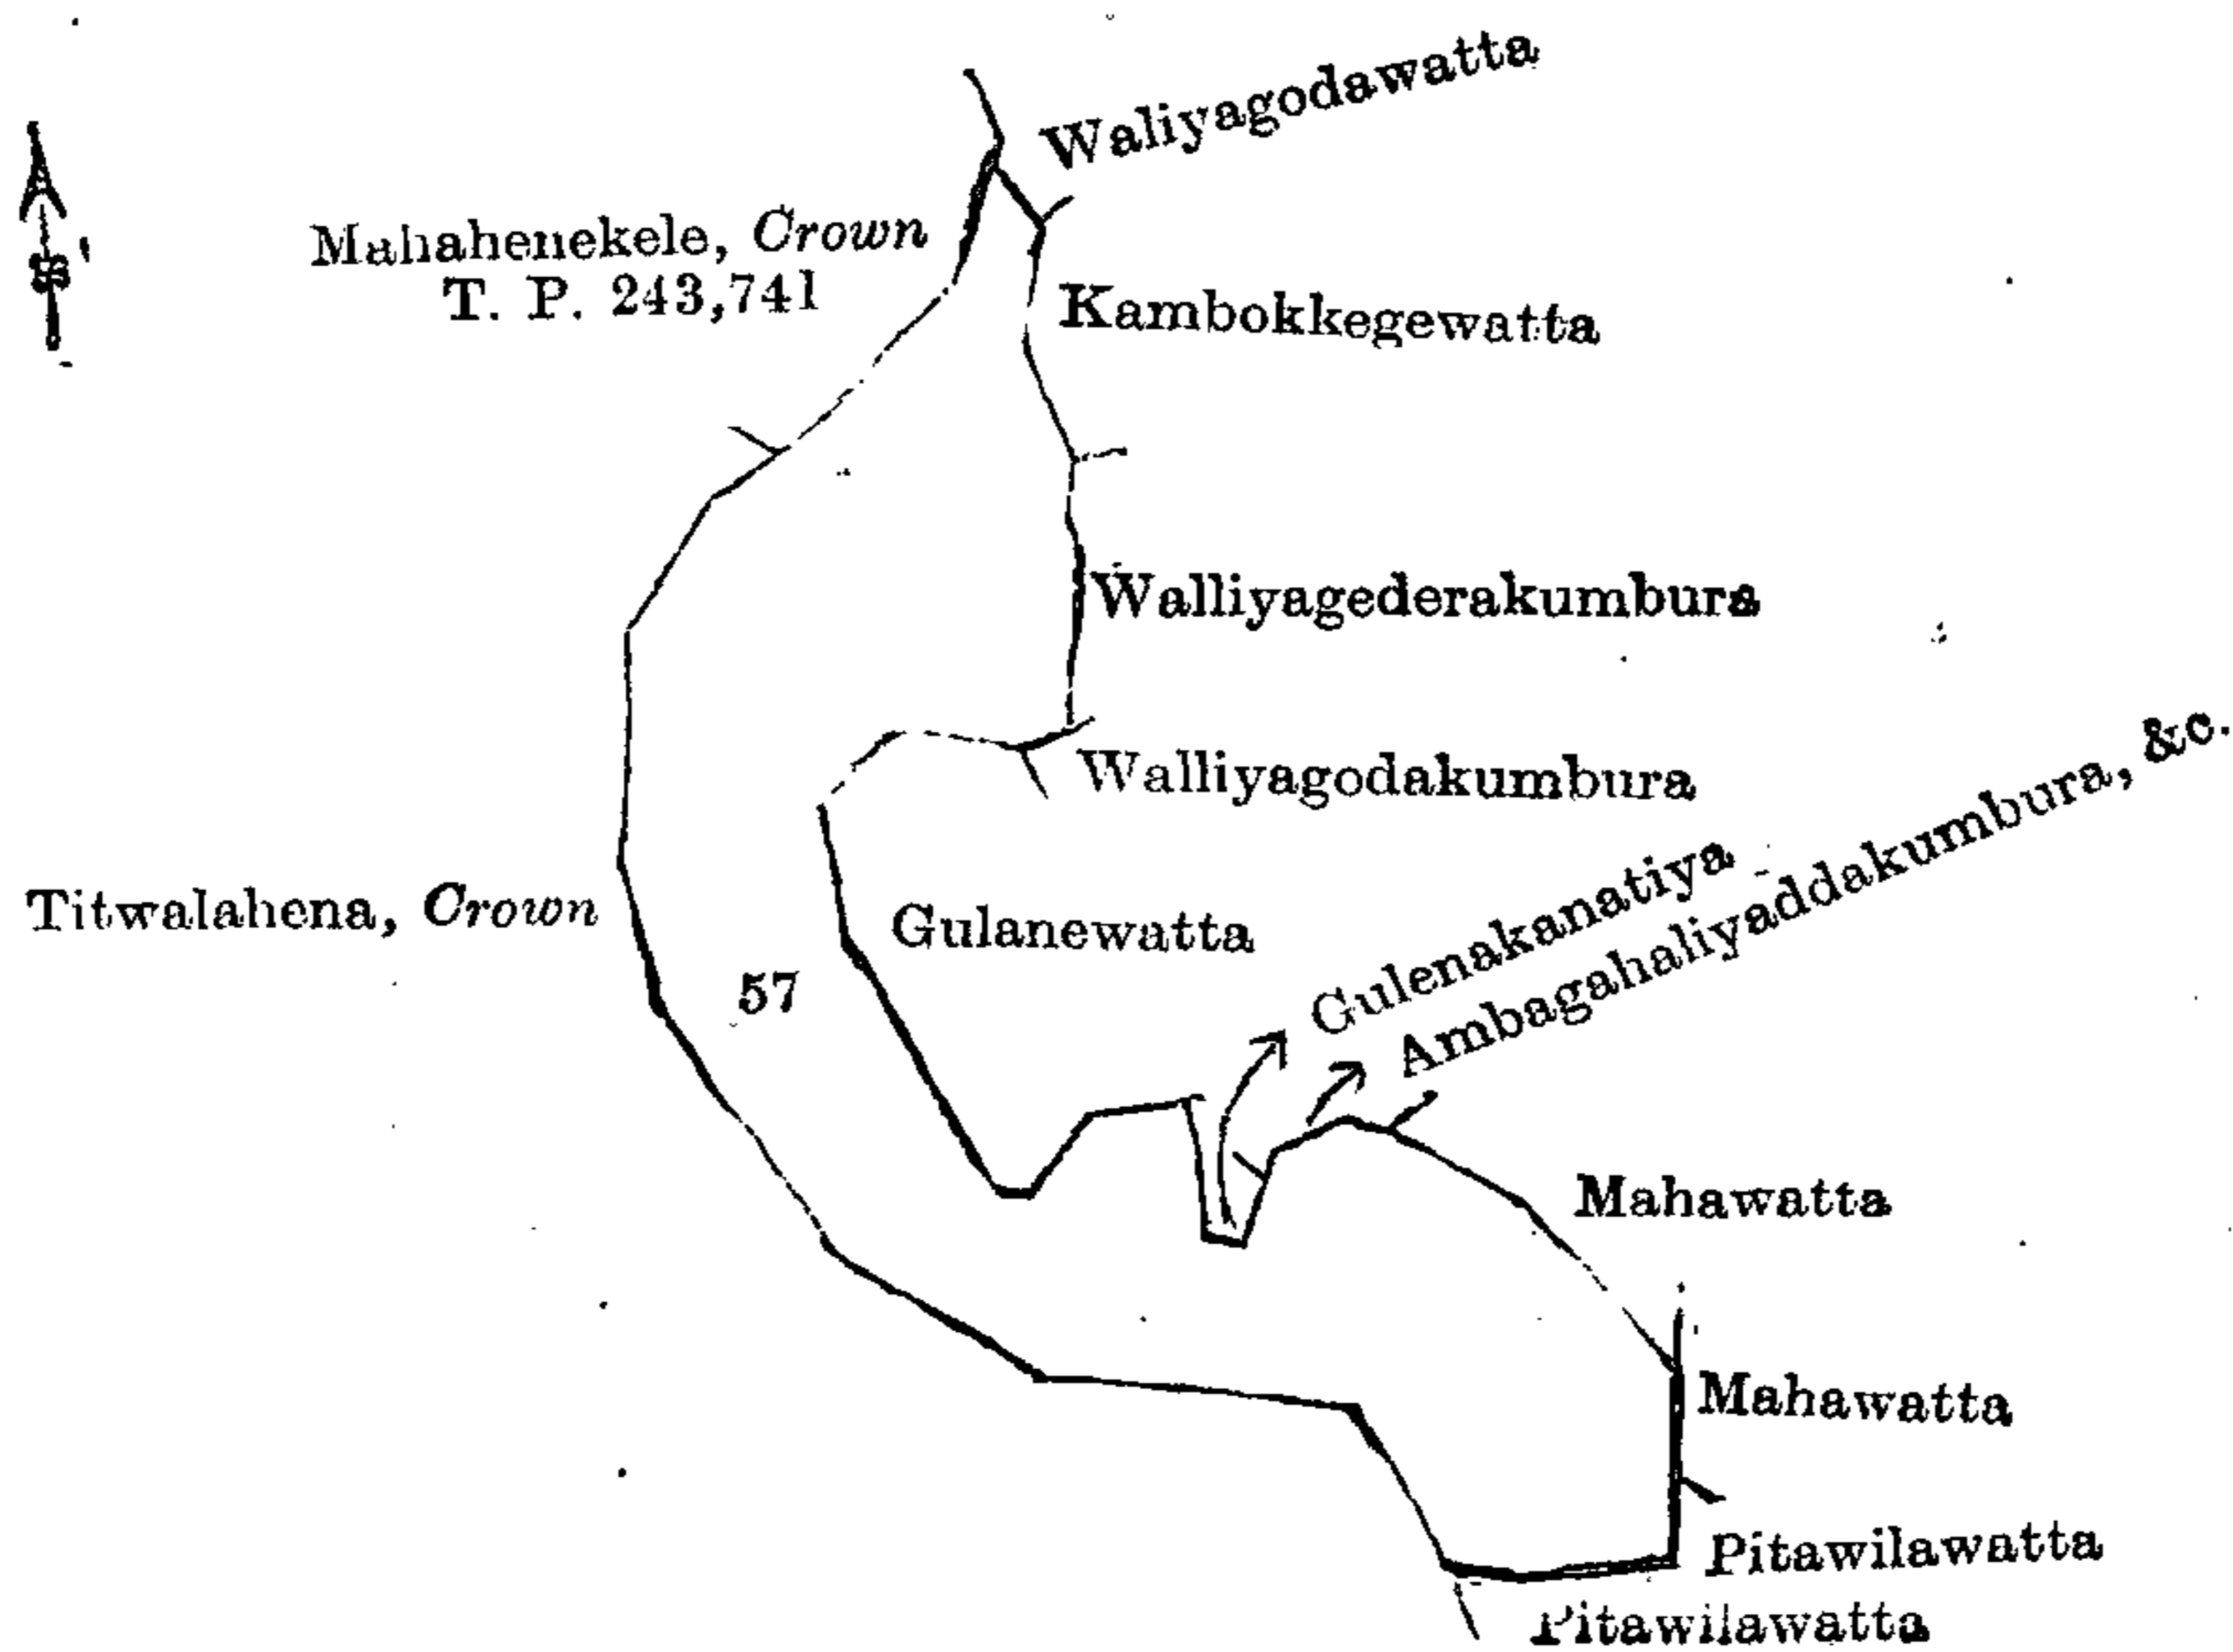 Waliyagodawatta
Mahahenekele, Crown
T. P. 243,741
Kambokkegewatta
Walliyagederakumbura
Walliyagodakumbura
Gulenakanatiya
Ambagahaliyaddakumbura, &c.
Titwalahena, Crown
Gulanewatta
57
Mahawatta
Mahawatta
Pitawilawatta
Pitawilawatta